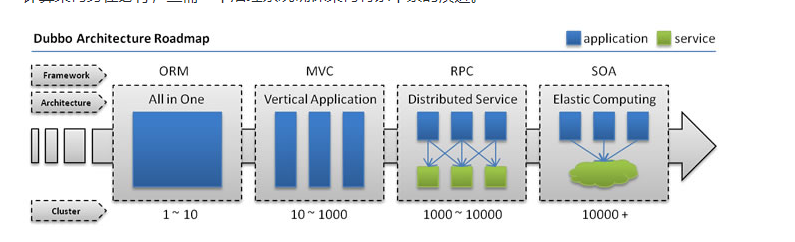 Dubbo Architecture Roadmap
application
service
Framework
ORM
MVC
RPC
SOA
Architecture
All in One
Vertical Application
Distributed Service
Elastic Computing
Cluster
1 ~ 10
10 ~ 1000
1000 ~ 10000
10000 +